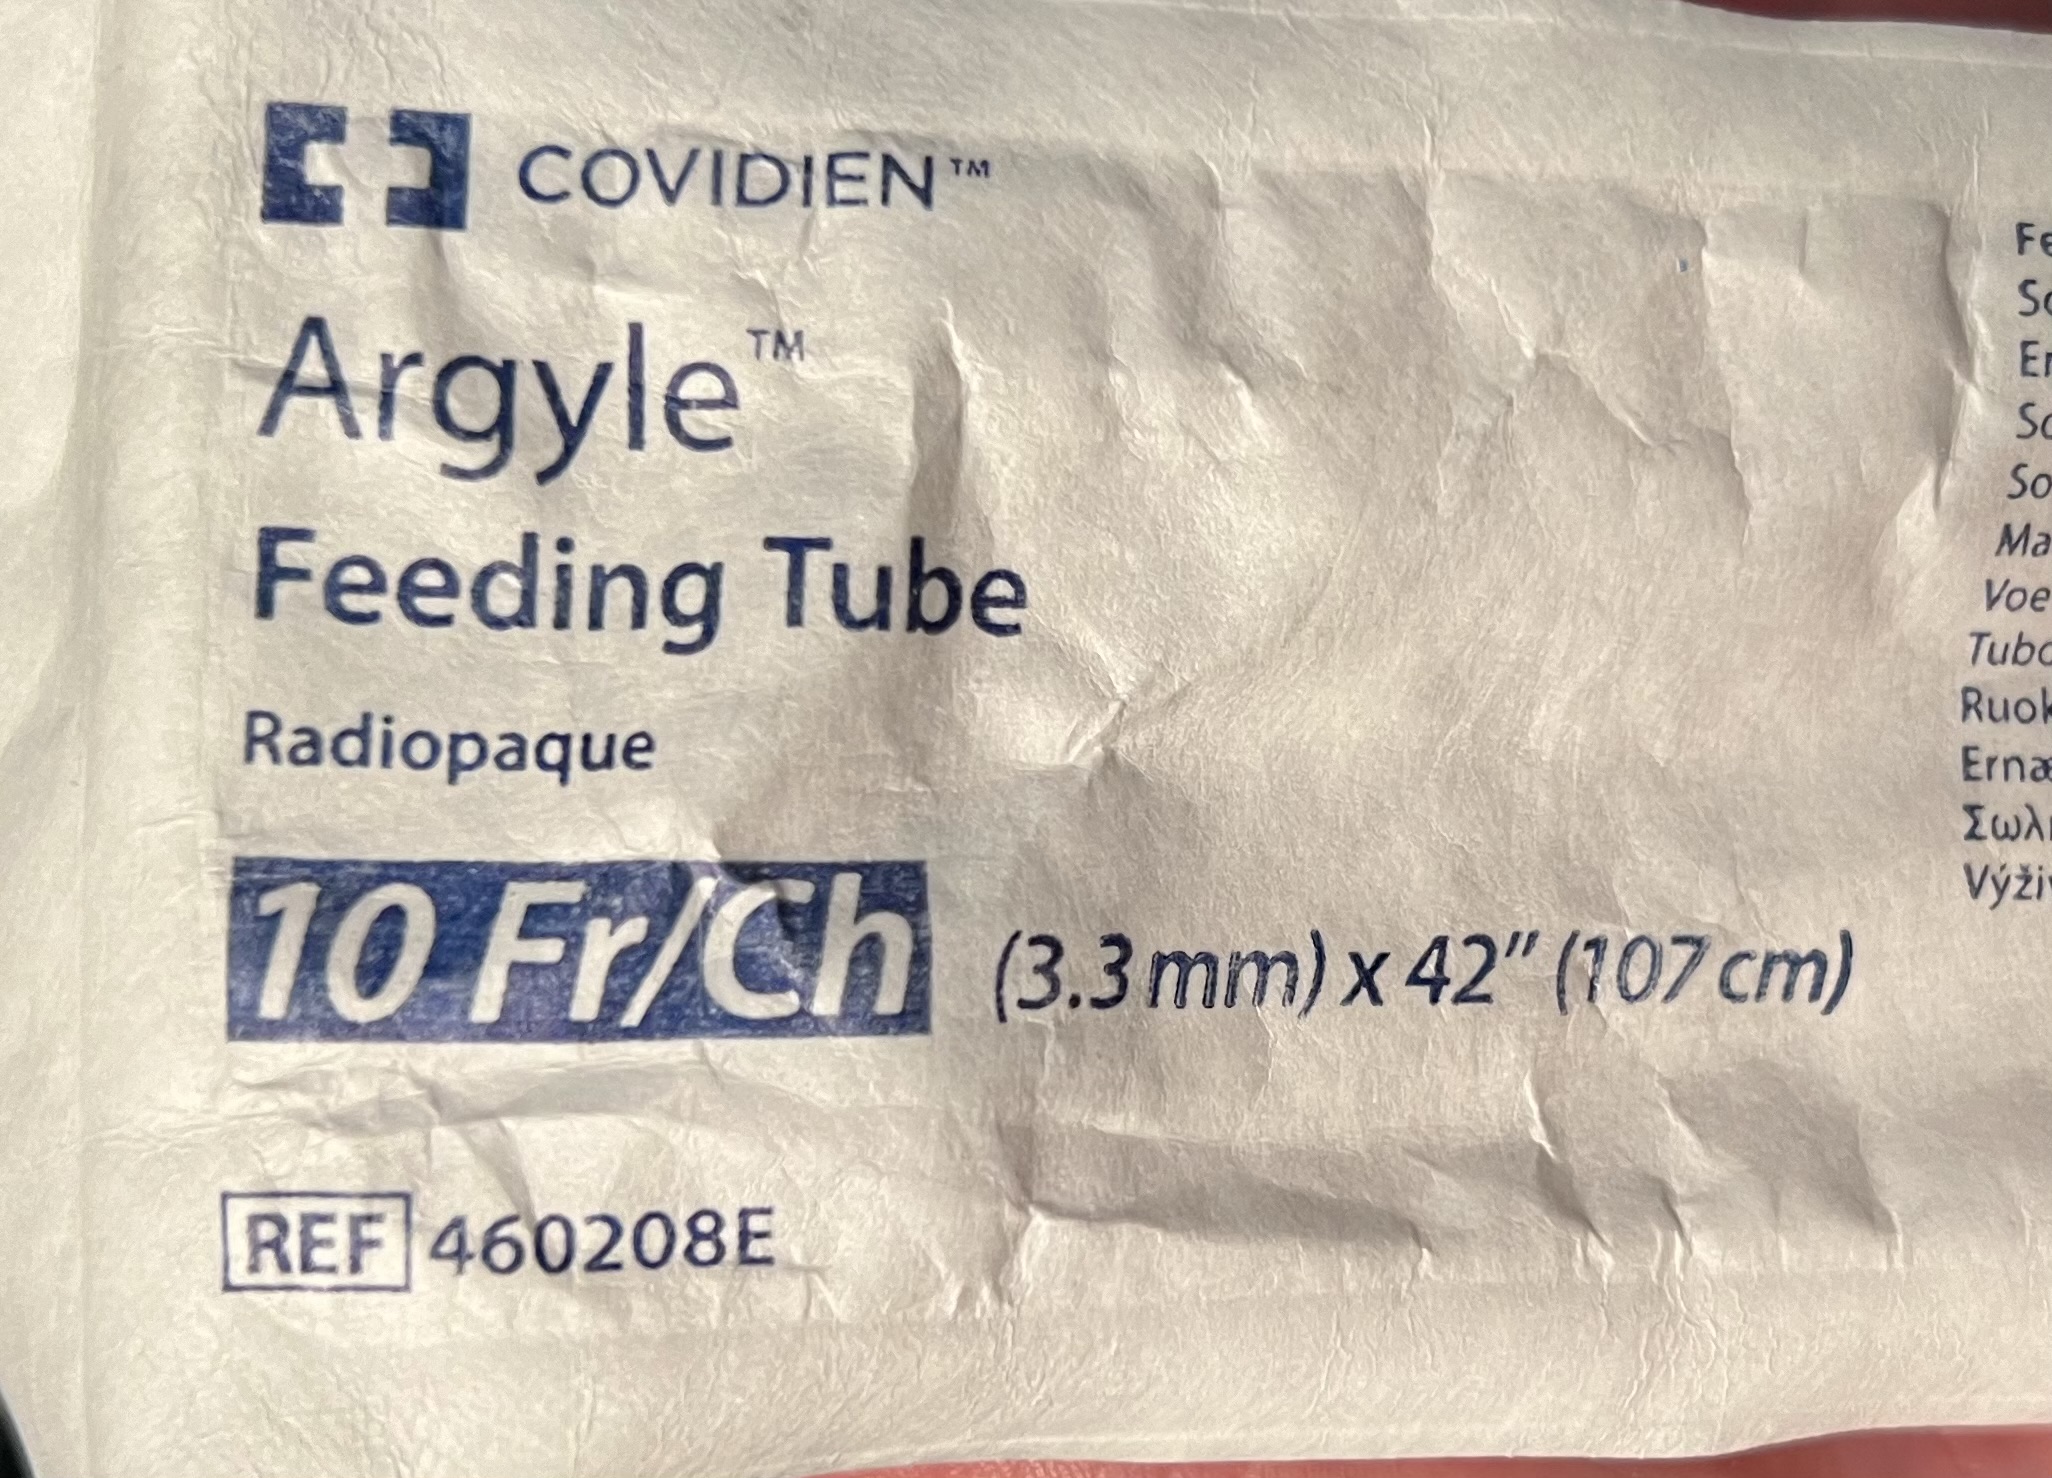 COVIDIEN™
Argyle™
Feeding Tube
Radiopaque
10 Fr/Ch (3.3 mm) x 42" (107 cm)
REF 460208E